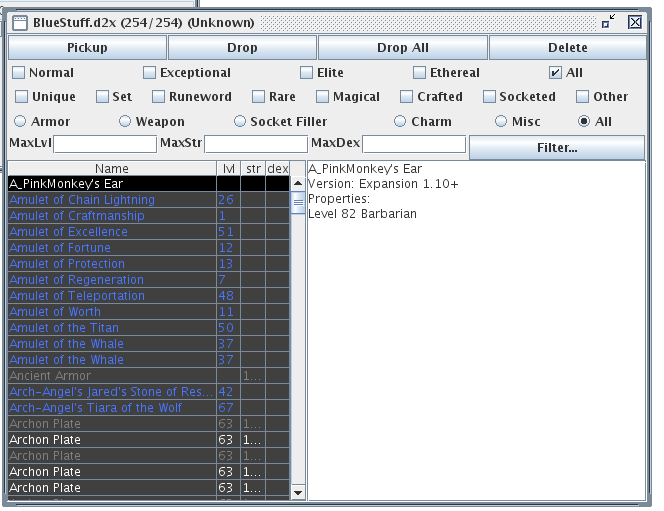 BlueStuff.d2x (254/254) (Unknown)
Pickup Drop Drop All Delete
Normal Exceptional Elite Ethereal All
Unique Set Runeword Rare Magical Crafted Socketed Other
Armor Weapon Socket Filler Charm Misc All
MaxLvl MaxStr MaxDex Filter...
Name lvl str dex
A_PinkMonkey's Ear
Amulet of Chain Lightning 26
Amulet of Craftmanship 1
Amulet of Excellence 51
Amulet of Fortune 12
Amulet of Protection 13
Amulet of Regeneration 7
Amulet of Teleportation 48
Amulet of Worth 11
Amulet of the Titan 50
Amulet of the Whale 37
Amulet of the Whale 37
Ancient Armor 1...
Arch-Angel's Jared's Stone of Res... 42
Arch-Angel's Tiara of the Wolf 67
Archon Plate 63 1...
Archon Plate 63 1...
Archon Plate 63 1...
Archon Plate 63 1...
Archon Plate 63 1...
A_PinkMonkey's Ear
Version: Expansion 1.10+
Properties:
Level 82 Barbarian